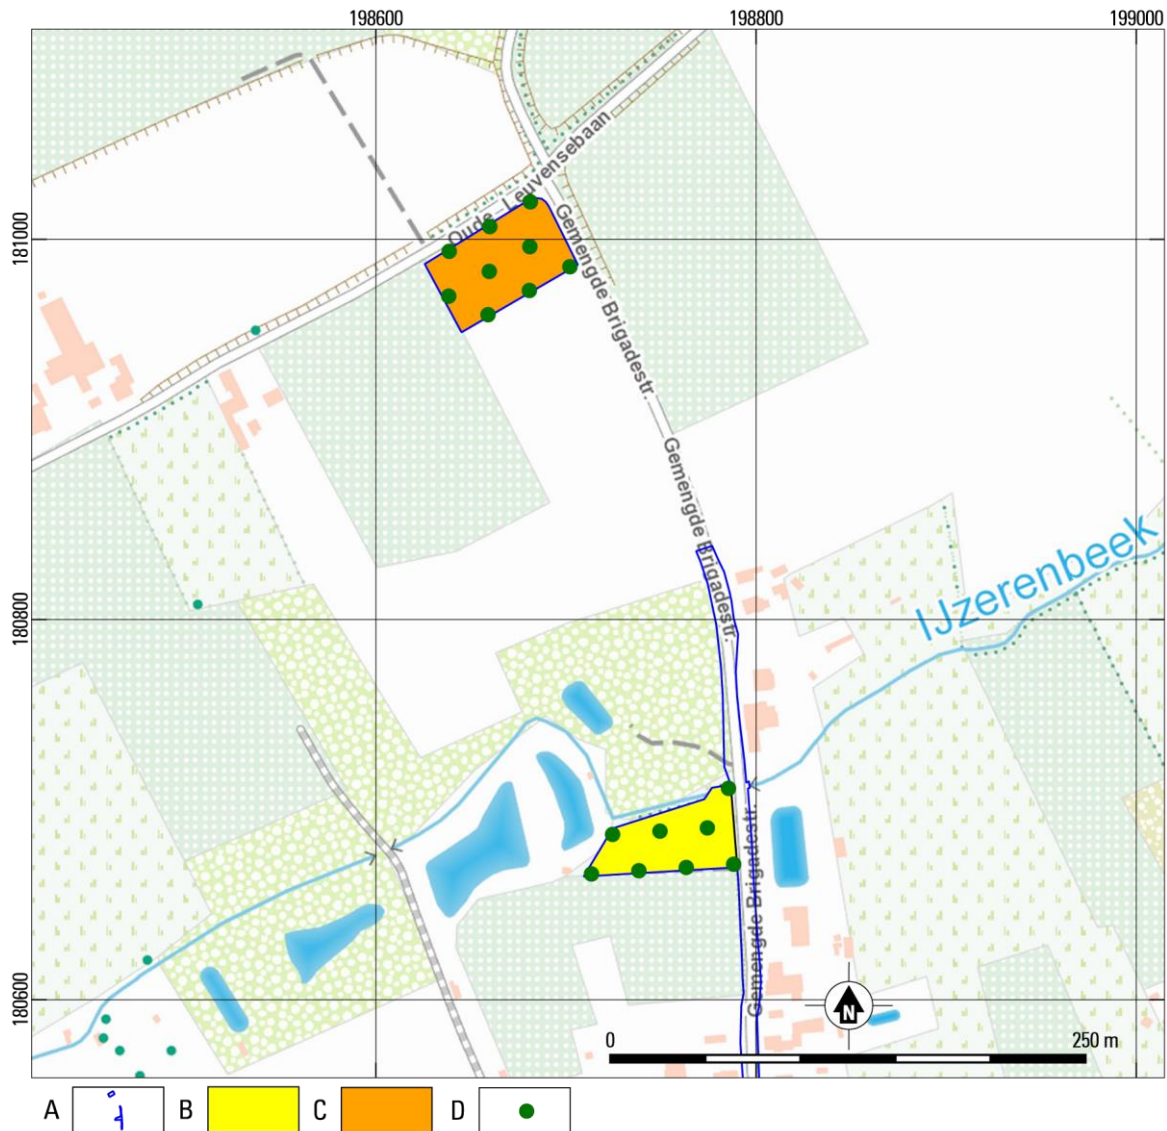 198600
198800
199000
181000
180800
180600
Oude Leuvensebaan
Gemengde Brigadestr.
Gemengde Brigadestr.
Gemengde Brigadestr.
IJzerenbeek
N
0 250 m
A B C D